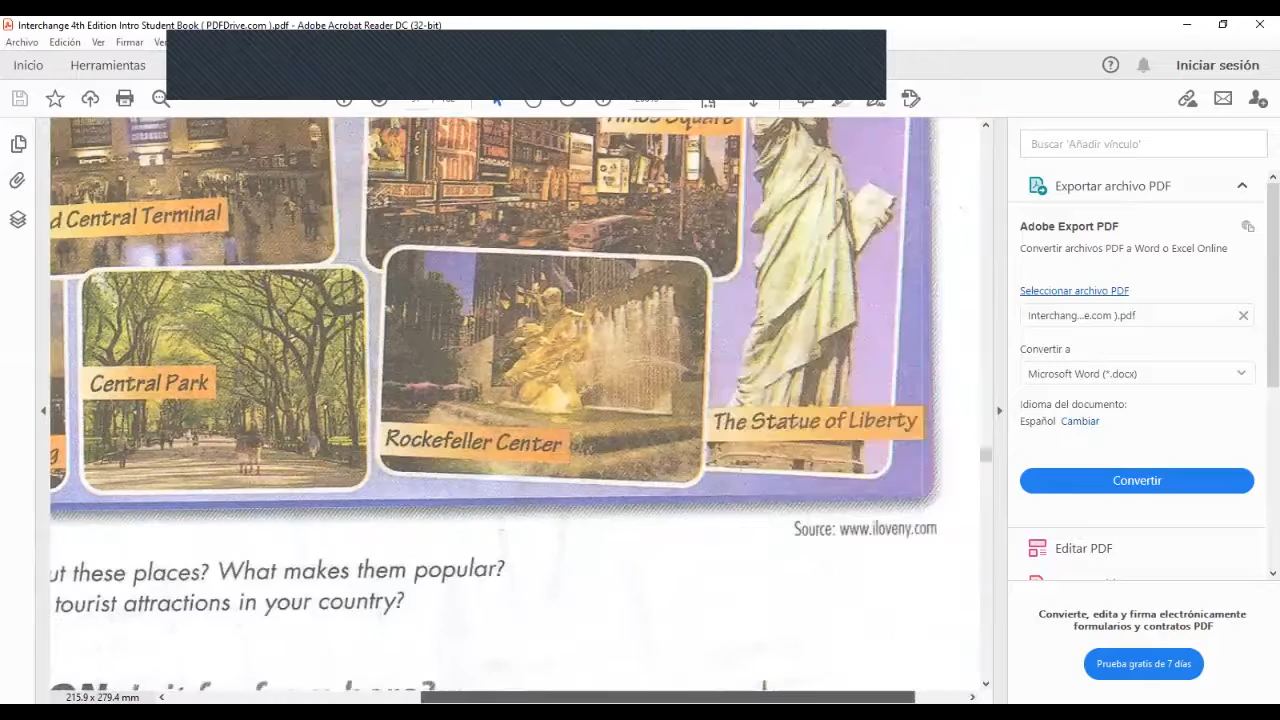 Interchange 4th Edition Intro Student Book ( PDFDrive.com ).pdf - Adobe Acrobat Reader DC (32-bit)
Archivo Edición Ver Firmar
Inicio Herramientas
Iniciar sesión
Times Square
d Central Terminal
Central Park
Rockefeller Center
The Statue of Liberty
Source: www.iloveny.com
ut these places? What makes them popular?
tourist attractions in your country?
215.9 x 279.4 mm
Buscar 'Añadir vínculo'
Exportar archivo PDF
Adobe Export PDF
Convertir archivos PDF a Word o Excel Online
Seleccionar archivo PDF
Interchang...e.com ).pdf
Convertir a
Microsoft Word (*.docx)
Idioma del documento:
Español Cambiar
Convertir
Editar PDF
Convierte, edita y firma electrónicamente
formularios y contratos PDF
Prueba gratis de 7 días